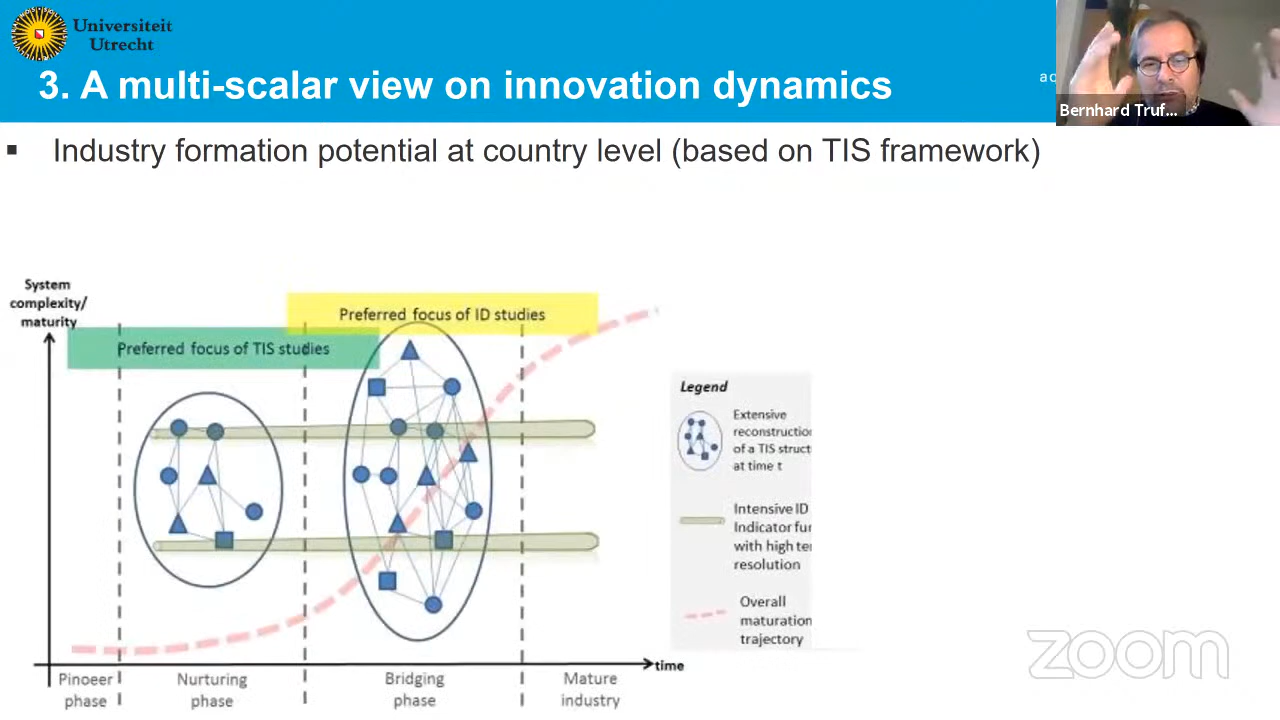 Universiteit
Utrecht
3. A multi-scalar view on innovation dynamics
Bernhard Truf...
▪ Industry formation potential at country level (based on TIS framework)
System
complexity/
maturity
Preferred focus of ID studies
Preferred focus of TIS studies
Legend
Extensive
reconstruction
of a TIS struct
at time t
Intensive ID
Indicator fu
with high te
resolution
Overall
maturation
trajectory
time
Pinoeer
phase
Nurturing
phase
Bridging
phase
Mature
industry
zoom